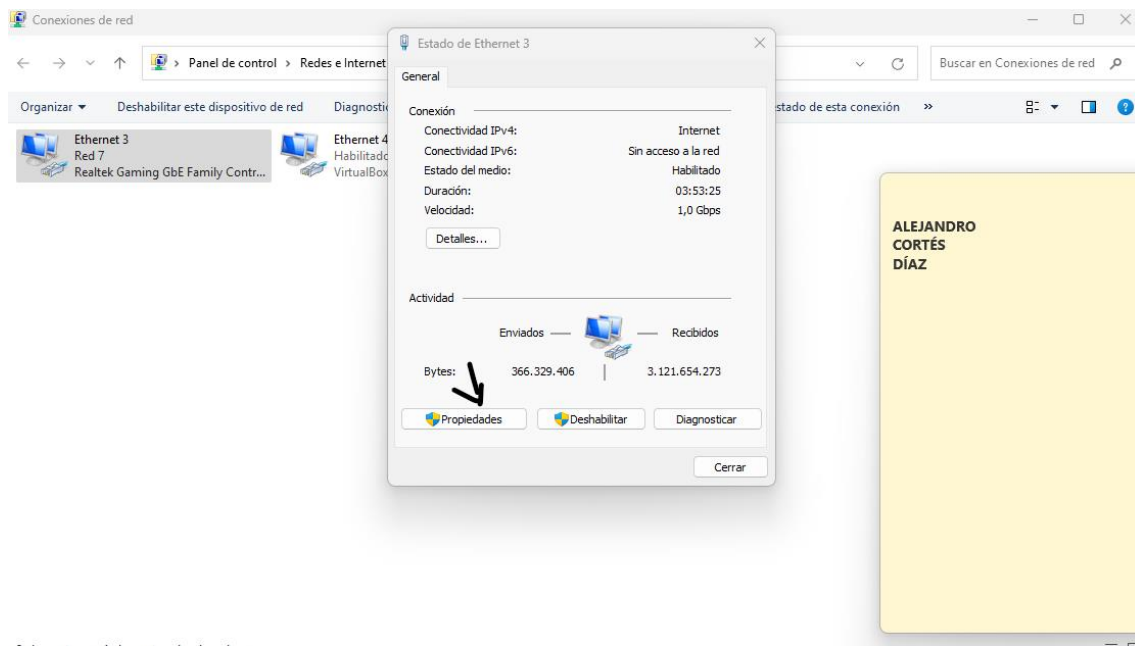 Conexiones de red
Panel de control > Redes e Internet
Buscar en Conexiones de red
Organizar
Deshabilitar este dispositivo de red
Diagnosti
stado de esta conexión »
Ethernet 3
Red 7
Realtek Gaming GbE Family Contr...
Ethernet 4
Habilitado
VirtualBox
Estado de Ethernet 3
General
Conexión
Conectividad IPv4: Internet
Conectividad IPv6: Sin acceso a la red
Estado del medio: Habilitado
Duración: 03:53:25
Velocidad: 1,0 Gbps
Detalles...
Actividad
Enviados — — Recibidos
Bytes: 366.329.406 | 3.121.654.273
Propiedades Deshabilitar Diagnosticar
Cerrar
ALEJANDRO
CORTÉS
DÍAZ